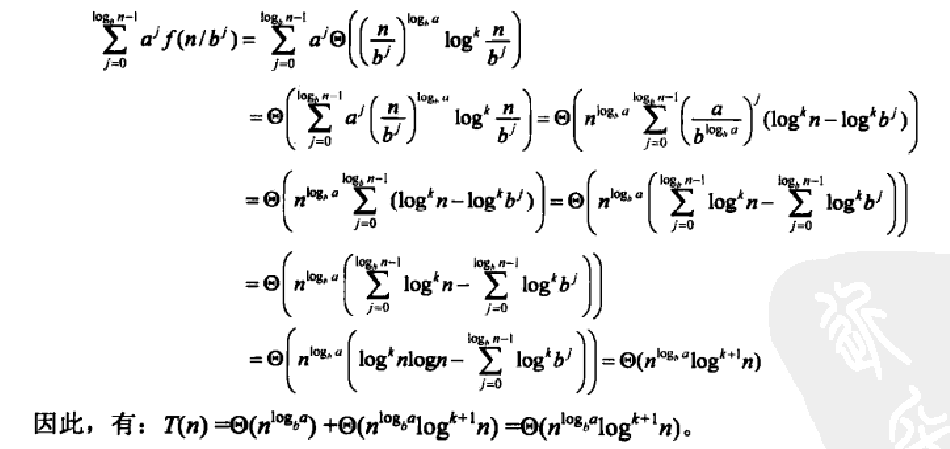 $\sum_{j=0}^{\log_b n-1} a^j f(n/b^j) = \sum_{j=0}^{\log_b n-1} a^j \Theta\left(\left(\frac{n}{b^j}\right)^{\log_b a} \log^k \frac{n}{b^j}\right)$
$= \Theta\left(\sum_{j=0}^{\log_b n-1} a^j \left(\frac{n}{b^j}\right)^{\log_b a} \log^k \frac{n}{b^j}\right) = \Theta\left(n^{\log_b a} \sum_{j=0}^{\log_b n-1} \left(\frac{a}{b^{\log_b a}}\right)^j (\log^k n - \log^k b^j)\right)$
$= \Theta\left(n^{\log_b a} \sum_{j=0}^{\log_b n-1} (\log^k n - \log^k b^j)\right) = \Theta\left(n^{\log_b a} \left(\sum_{j=0}^{\log_b n-1} \log^k n - \sum_{j=0}^{\log_b n-1} \log^k b^j\right)\right)$
$= \Theta\left(n^{\log_b a} \left(\sum_{j=0}^{\log_b n-1} \log^k n - \sum_{j=0}^{\log_b n-1} \log^k b^j\right)\right)$
$= \Theta\left(n^{\log_b a} \left(\log^k n \log n - \sum_{j=0}^{\log_b n-1} \log^k b^j\right)\right) = \Theta(n^{\log_b a} \log^{k+1} n)$
因此，有：$T(n) = \Theta(n^{\log_b a}) + \Theta(n^{\log_b a} \log^{k+1} n) = \Theta(n^{\log_b a} \log^{k+1} n)$。